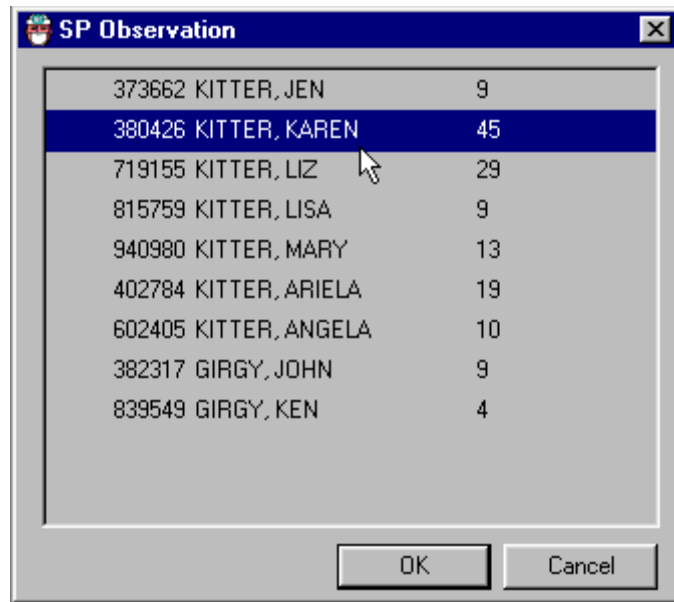 SP Observation
373662 KITTER, JEN 9
380426 KITTER, KAREN 45
719155 KITTER, LIZ 29
815759 KITTER, LISA 9
940980 KITTER, MARY 13
402784 KITTER, ARIELA 19
602405 KITTER, ANGELA 10
382317 GIRGY, JOHN 9
839549 GIRGY, KEN 4
OK Cancel